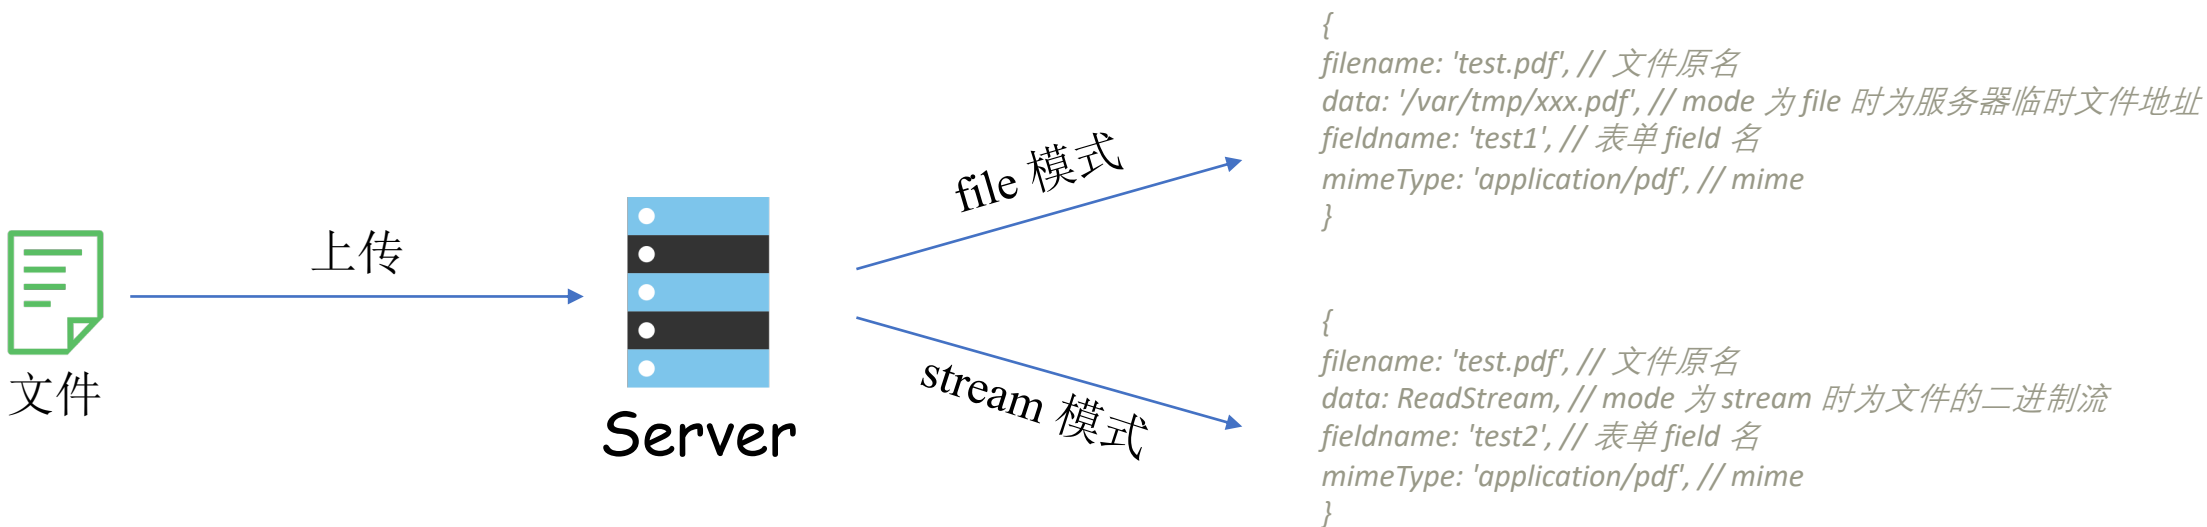 文件
上传
Server
file 模式
stream 模式
{
filename: 'test.pdf', // 文件原名
data: '/var/tmp/xxx.pdf', // mode 为 file 时为服务器临时文件地址
fieldname: 'test1', // 表单 field 名
mimeType: 'application/pdf', // mime
}
{
filename: 'test.pdf', // 文件原名
data: ReadStream, // mode 为 stream 时为文件的二进制流
fieldname: 'test2', // 表单 field 名
mimeType: 'application/pdf', // mime
}